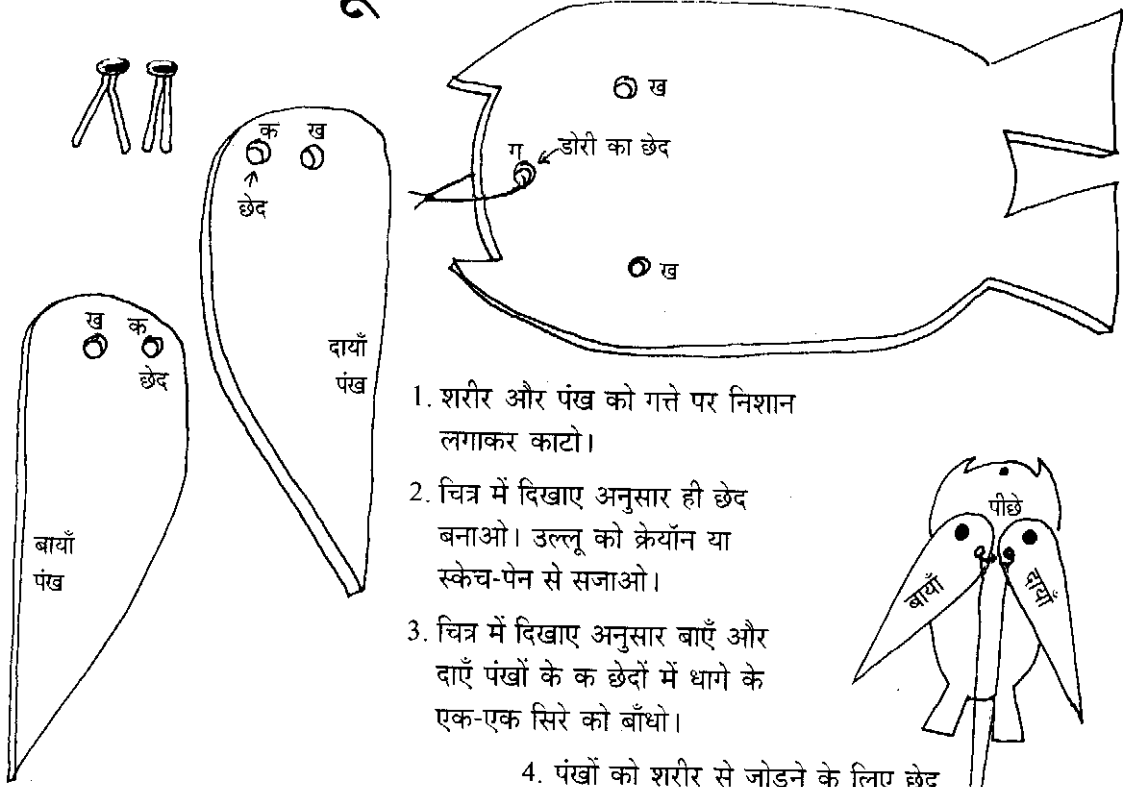 ख
ग
डोरी का छेद
ख
क ख
छेद
दायाँ
पंख
ख क
छेद
बायाँ
पंख
1. शरीर और पंख को गत्ते पर निशान
लगाकर काटो।
2. चित्र में दिखाए अनुसार ही छेद
बनाओ। उल्लू को क्रेयॉन या
स्केच-पेन से सजाओ।
3. चित्र में दिखाए अनुसार बाएँ और
दाएँ पंखों के क छेदों में धागे के
एक-एक सिरे को बाँधो।
4. पंखों को शरीर से जोड़ने के लिए छेद
पीछे
बायाँ
दायाँ